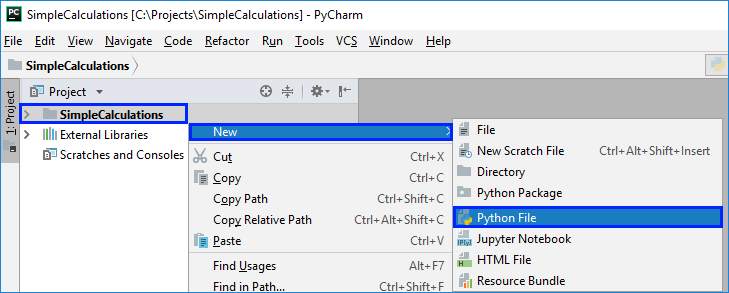 PC SimpleCalculations [C:\Projects\SimpleCalculations] - PyCharm
File Edit View Navigate Code Refactor Run Tools VCS Window Help
SimpleCalculations
1: Project
Project
SimpleCalculations
External Libraries
Scratches and Consoles
New
Cut Ctrl+X
Copy Ctrl+C
Copy Path Ctrl+Shift+C
Copy Relative Path Ctrl+Alt+Shift+C
Paste Ctrl+V
Find Usages Alt+F7
Find in Path... Ctrl+Shift+F
File
New Scratch File Ctrl+Alt+Shift+Insert
Directory
Python Package
Python File
Jupyter Notebook
HTML File
Resource Bundle